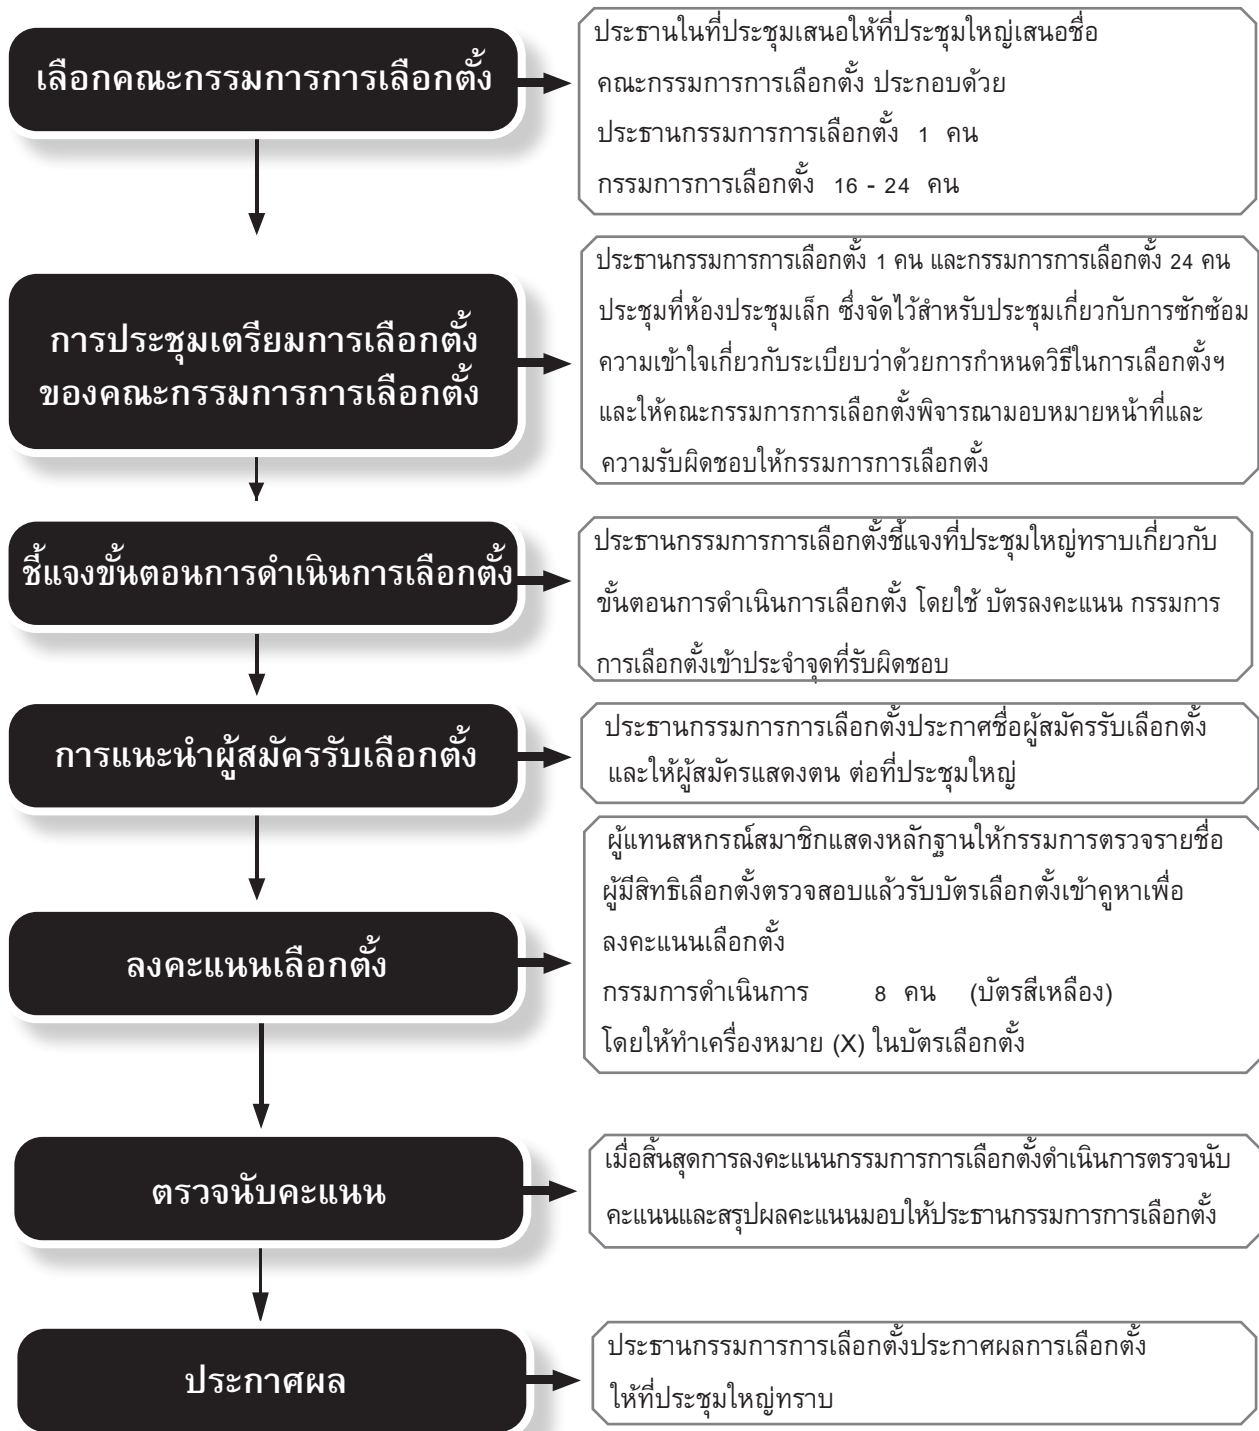 เลือกคณะกรรมการการเลือกตั้ง
ประธานในที่ประชุมเสนอให้ที่ประชุมใหญ่เสนอชื่อ
คณะกรรมการการเลือกตั้ง ประกอบด้วย
ประธานกรรมการการเลือกตั้ง 1 คน
กรรมการการเลือกตั้ง 16 - 24 คน
การประชุมเตรียมการเลือกตั้ง
ของคณะกรรมการการเลือกตั้ง
ประธานกรรมการการเลือกตั้ง 1 คน และกรรมการการเลือกตั้ง 24 คน
ประชุมที่ห้องประชุมเล็ก ซึ่งจัดไว้สำหรับประชุมเกี่ยวกับการซักซ้อม
ความเข้าใจเกี่ยวกับระเบียบว่าด้วยการกำหนดวิธีในการเลือกตั้งฯ
และให้คณะกรรมการการเลือกตั้งพิจารณามอบหมายหน้าที่และ
ความรับผิดชอบให้กรรมการการเลือกตั้ง
ชี้แจงขั้นตอนการดำเนินการเลือกตั้ง
ประธานกรรมการการเลือกตั้งชี้แจงที่ประชุมใหญ่ทราบเกี่ยวกับ
ขั้นตอนการดำเนินการเลือกตั้ง โดยใช้ บัตรลงคะแนน กรรมการ
การเลือกตั้งเข้าประจำจุดที่รับผิดชอบ
การแนะนำผู้สมัครรับเลือกตั้ง
ประธานกรรมการการเลือกตั้งประกาศชื่อผู้สมัครรับเลือกตั้ง
และให้ผู้สมัครแสดงตน ต่อที่ประชุมใหญ่
ลงคะแนนเลือกตั้ง
ผู้แทนสหกรณ์สมาชิกแสดงหลักฐานให้กรรมการตรวจรายชื่อ
ผู้มีสิทธิเลือกตั้งตรวจสอบแล้วรับบัตรเลือกตั้งเข้าคูหาเพื่อ
ลงคะแนนเลือกตั้ง
กรรมการดำเนินการ 8 คน (บัตรสีเหลือง)
โดยให้ทำเครื่องหมาย (X) ในบัตรเลือกตั้ง
ตรวจนับคะแนน
เมื่อสิ้นสุดการลงคะแนนกรรมการการเลือกตั้งดำเนินการตรวจนับ
คะแนนและสรุปผลคะแนนมอบให้ประธานกรรมการการเลือกตั้ง
ประกาศผล
ประธานกรรมการการเลือกตั้งประกาศผลการเลือกตั้ง
ให้ที่ประชุมใหญ่ทราบ